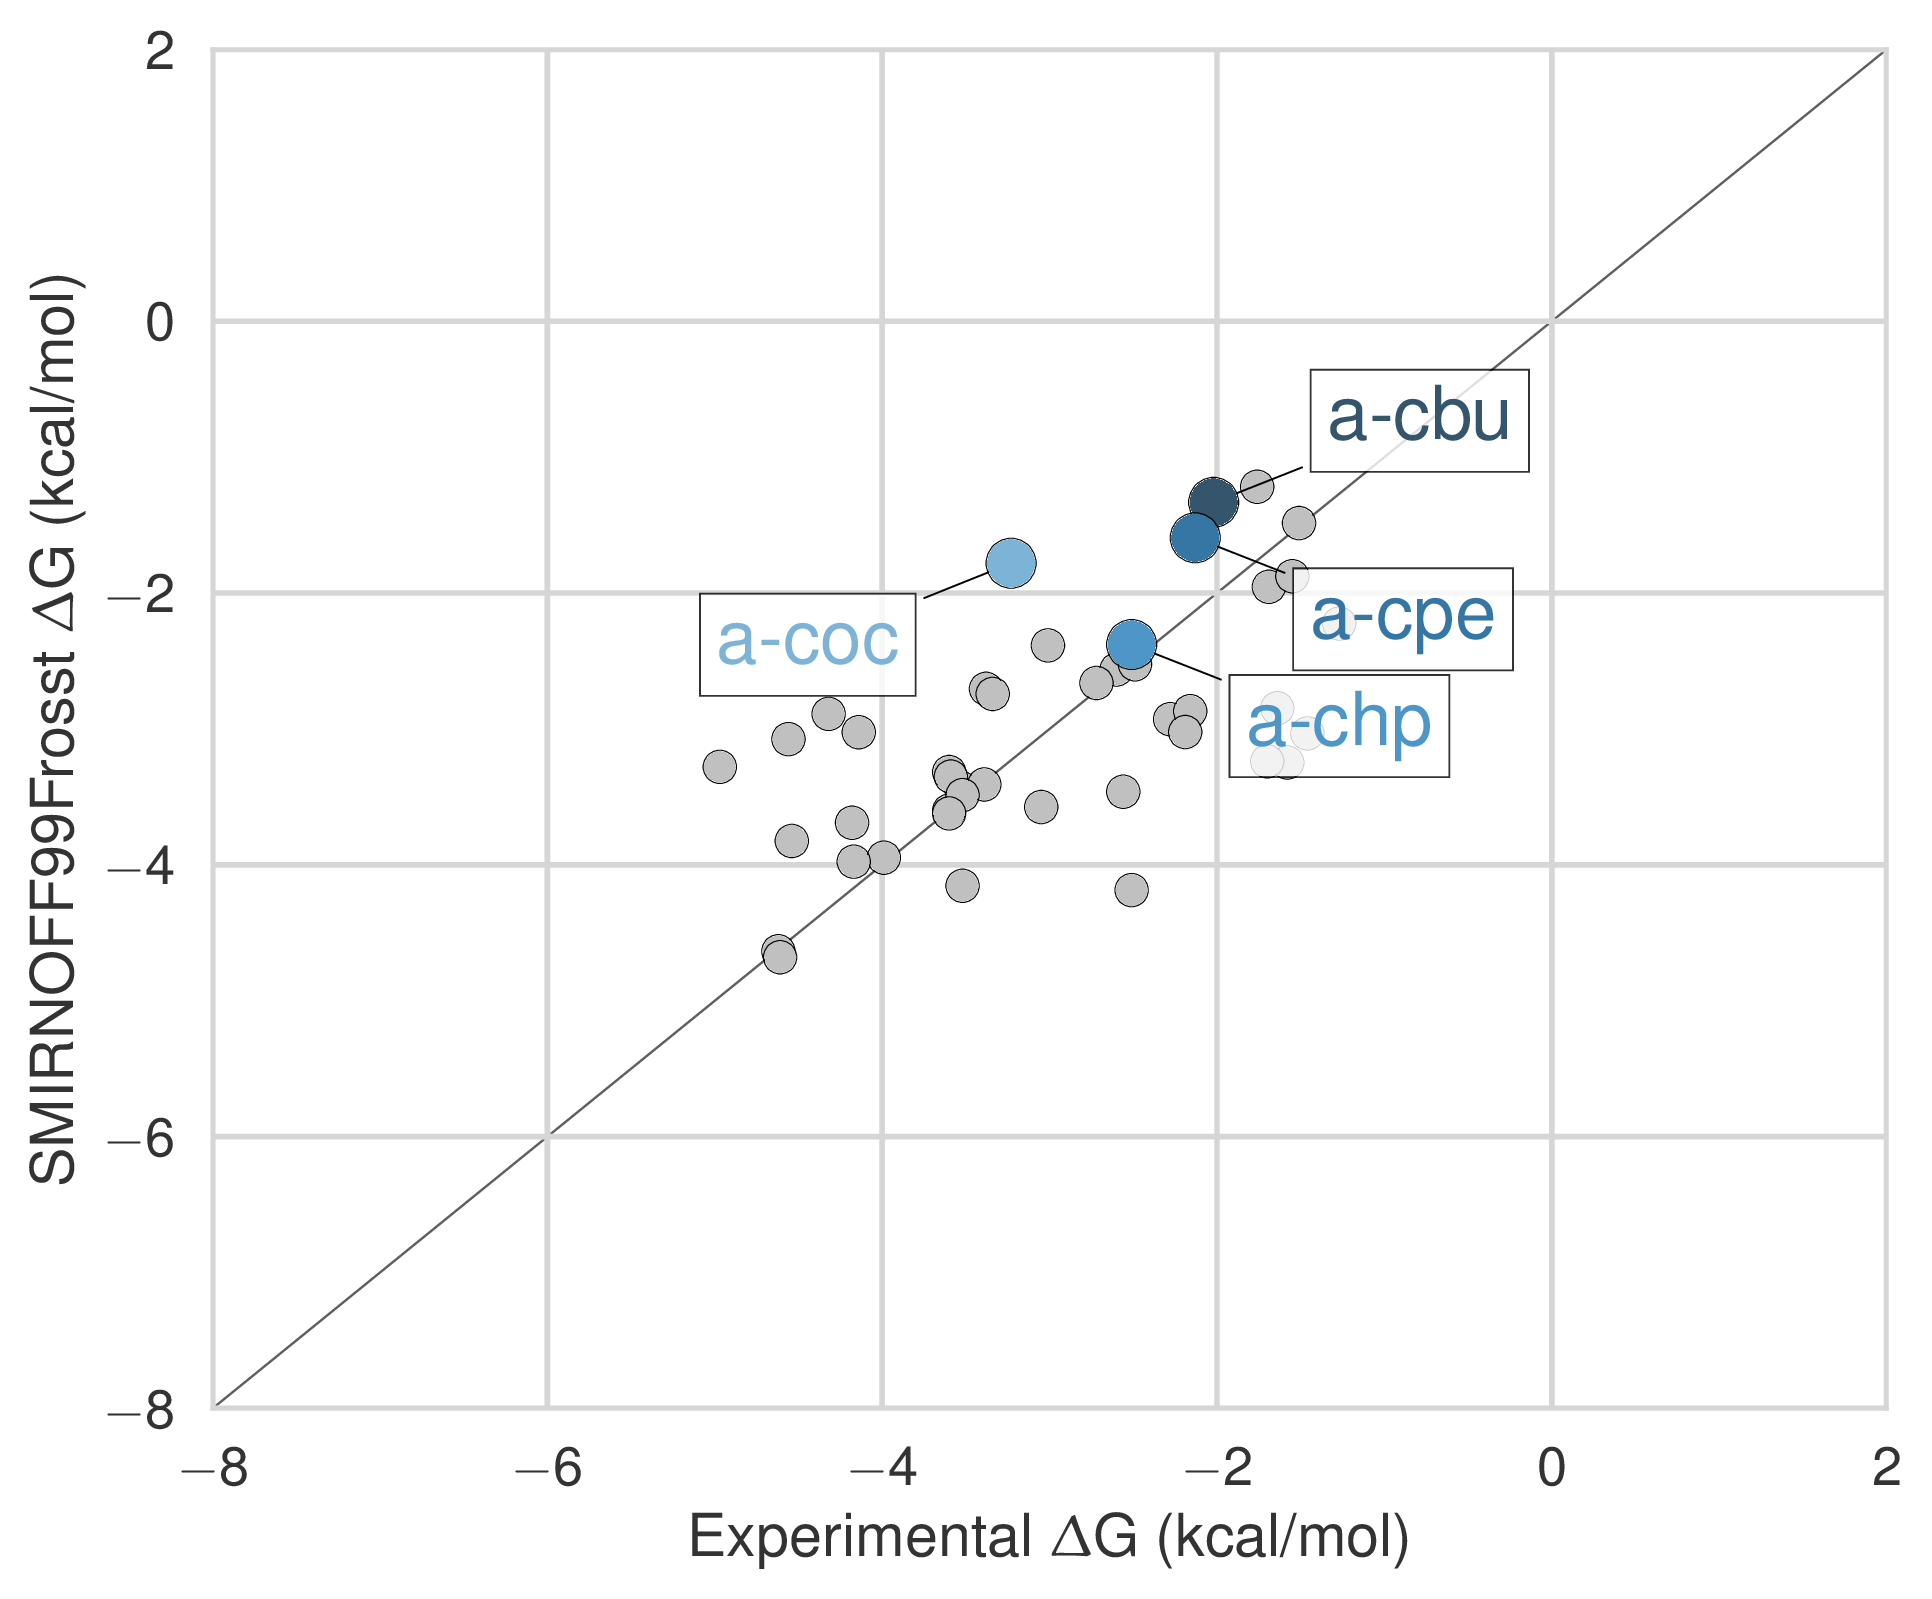 2
0
−2
−4
−6
−8
SMIRNOFF99Frosst ΔG (kcal/mol)
a-cbu
a-cpe
a-coc
a-chp
−8
−6
−4
−2
0
2
Experimental ΔG (kcal/mol)